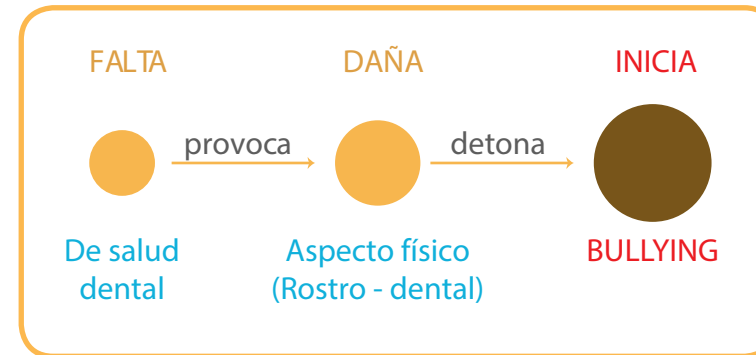 FALTA
DAÑA
INICIA
provoca
detona
De salud
dental
Aspecto físico
(Rostro - dental)
BULLYING